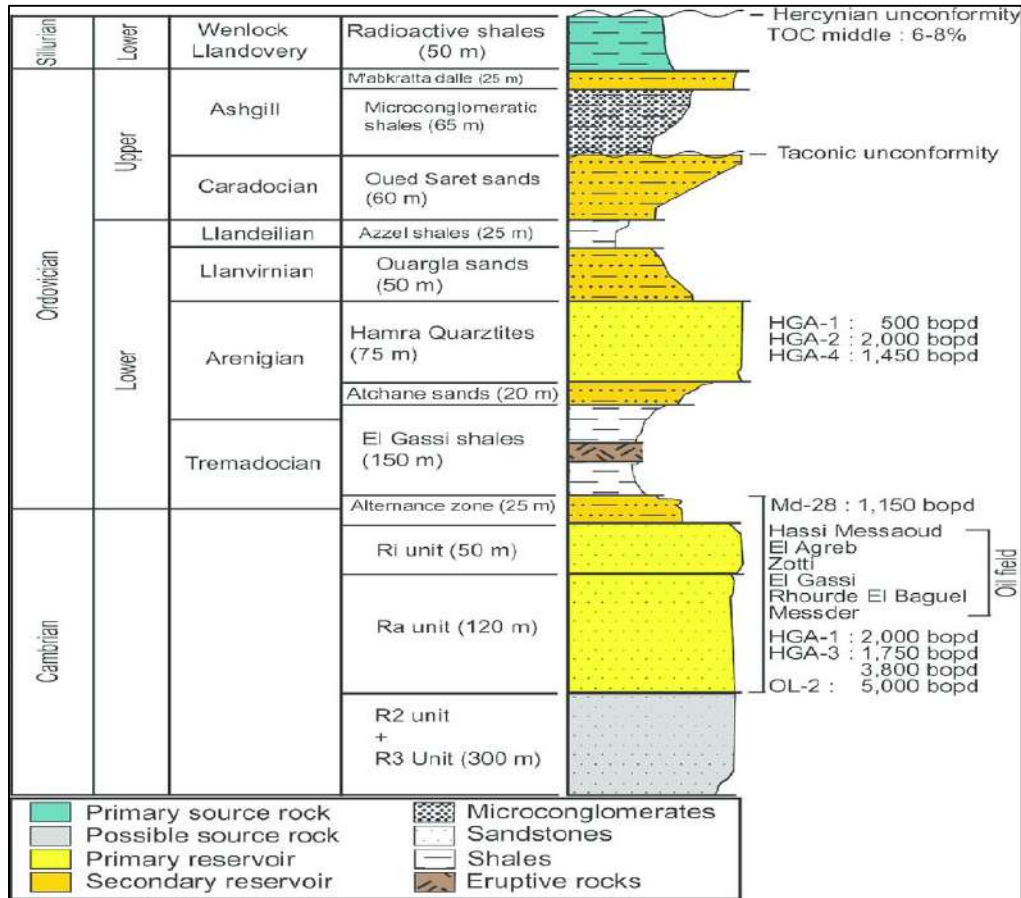 Sillurian
Lower
Wenlock
Llandovery
Radioactive shales
(50 m)
Hercynian unconformity
TOC middle : 6-8%
Ordovician
Upper
Ashgill
M'abkratta dalle (25 m)
Microconglomeratic
shales (65 m)
Taconic unconformity
Caradocian
Oued Saret sands
(60 m)
Lower
Llandeilian
Azzel shales (25 m)
Llanvirnian
Ouargla sands
(50 m)
Arenigian
Hamra Quarztites
(75 m)
HGA-1 : 500 bopd
HGA-2 : 2,000 bopd
HGA-4 : 1,450 bopd
Atchane sands (20 m)
Tremadocian
El Gassi shales
(150 m)
Alternance zone (25 m)
Md-28 : 1,150 bopd
Cambrian
Ri unit (50 m)
Hassi Messaoud
El Agreb
Zotti
El Gassi
Rhourde El Baguel
Messder
Oil field
Ra unit (120 m)
HGA-1 : 2,000 bopd
HGA-3 : 1,750 bopd
3,800 bopd
OL-2 : 5,000 bopd
R2 unit
+
R3 Unit (300 m)
Primary source rock
Possible source rock
Primary reservoir
Secondary reservoir
Microconglomerates
Sandstones
Shales
Eruptive rocks